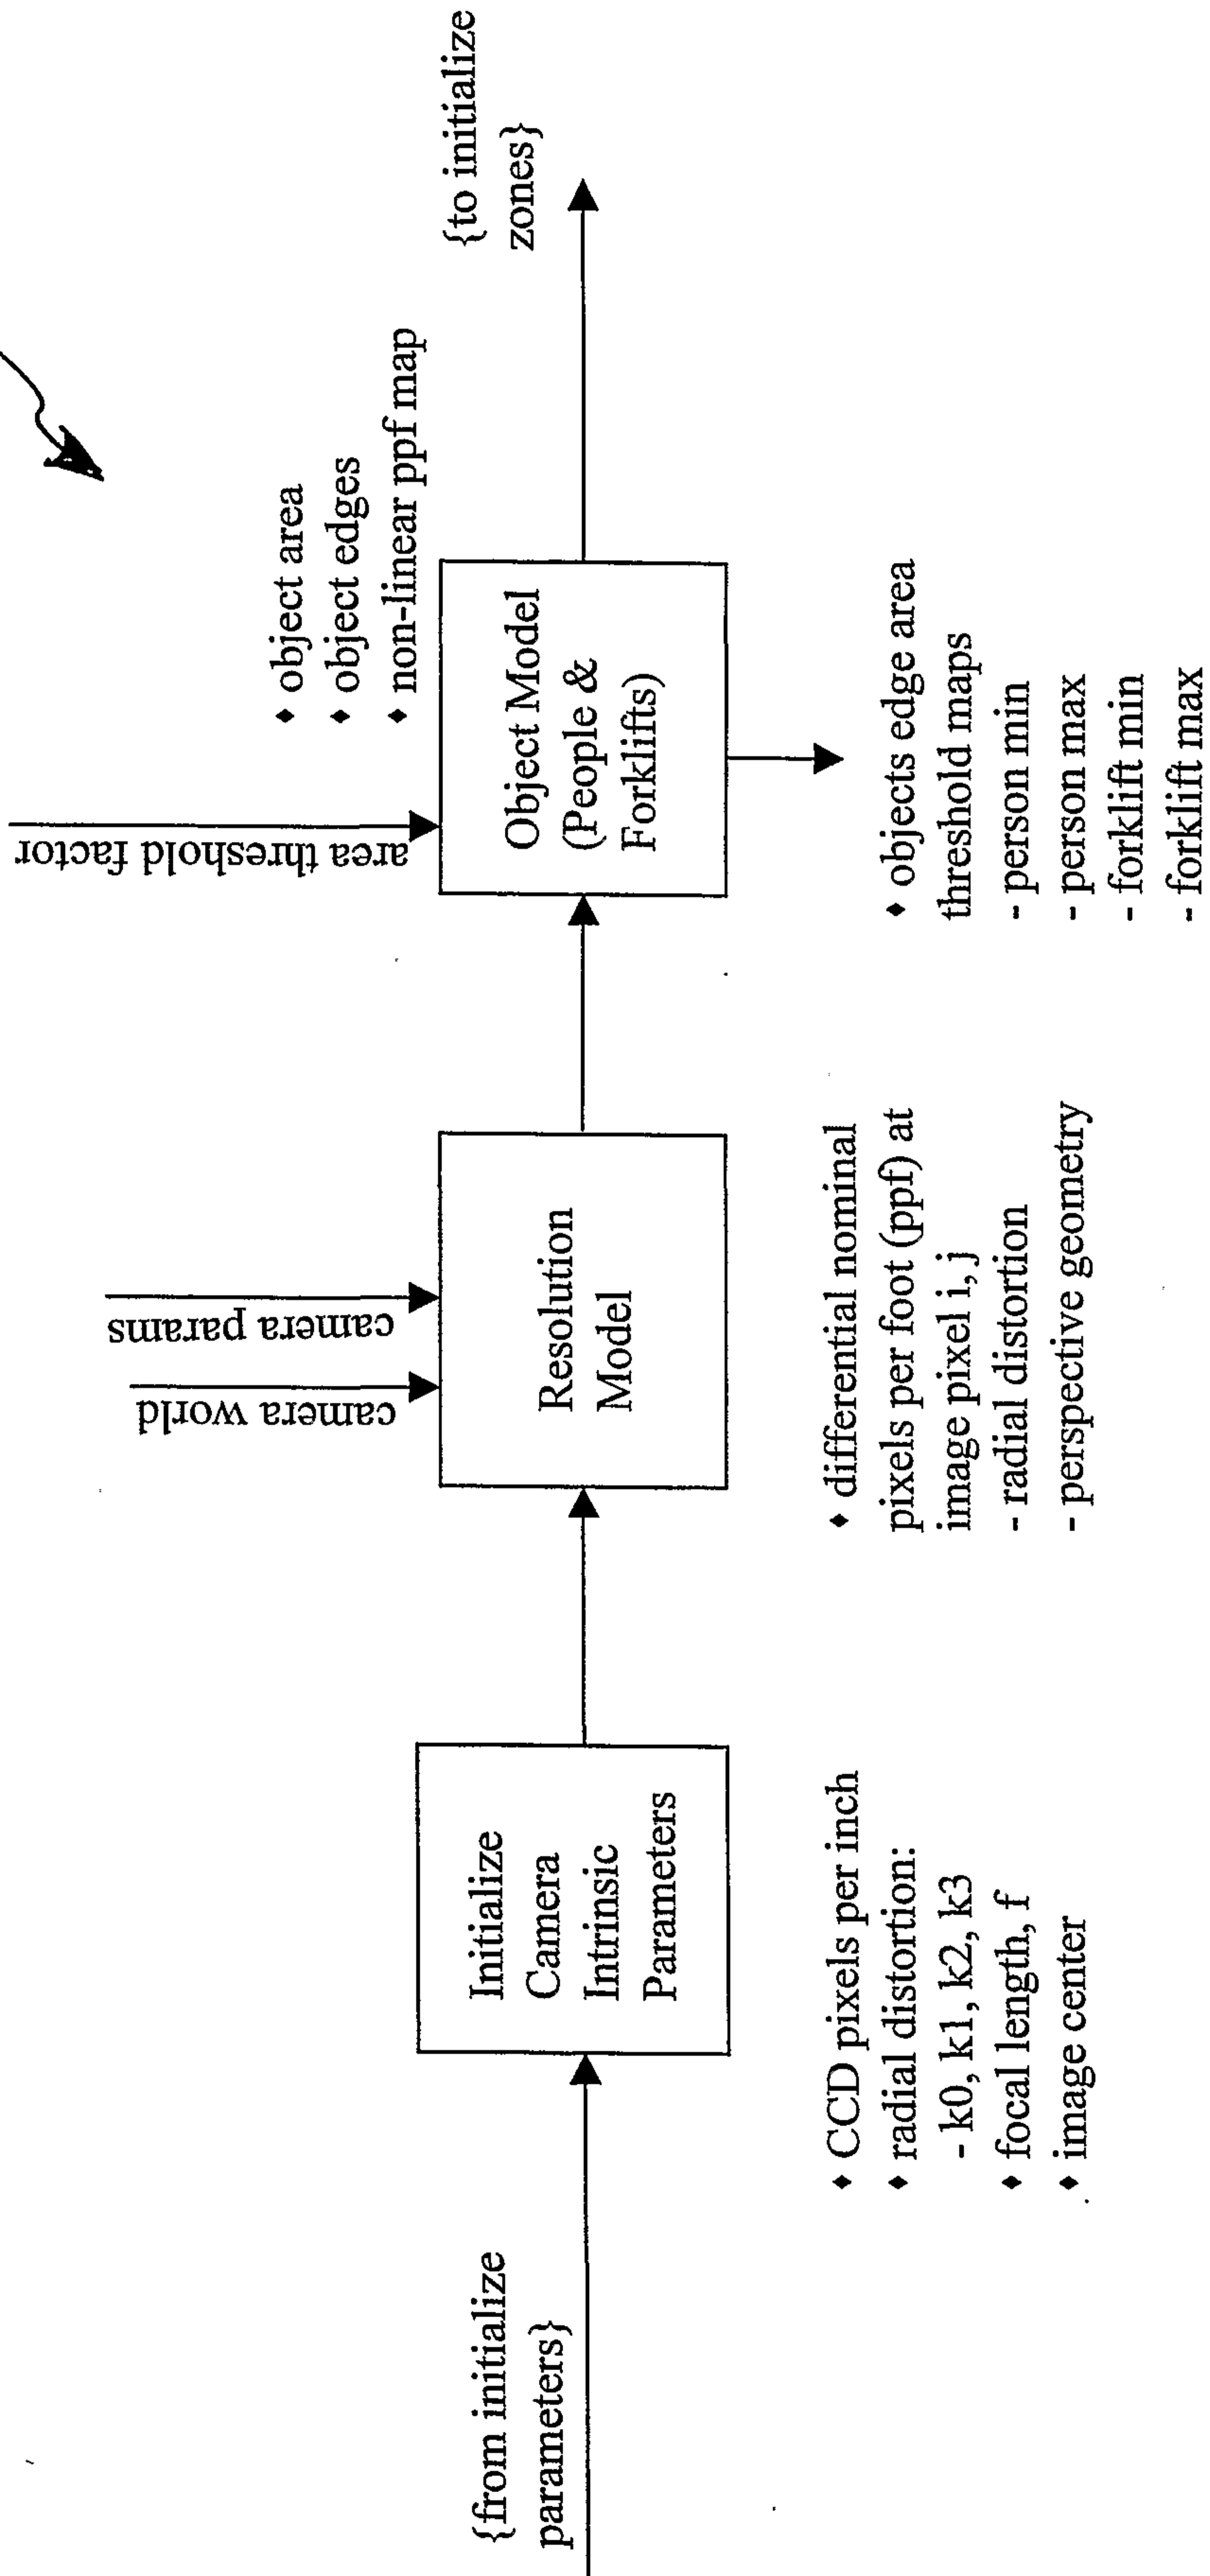 {from initialize
parameters}
Initialize
Camera
Intrinsic
Parameters
♦ CCD pixels per inch
♦ radial distortion:
- k0, k1, k2, k3
♦ focal length, f
♦ image center
camera world
camera params
Resolution
Model
♦ differential nominal
pixels per foot (ppf) at
image pixel i, j
- radial distortion
- perspective geometry
area threshold factor
♦ object area
♦ object edges
♦ non-linear ppf map
Object Model
(People &
Forklifts)
♦ objects edge area
threshold maps
- person min
- person max
- forklift min
- forklift max
{to initialize
zones}